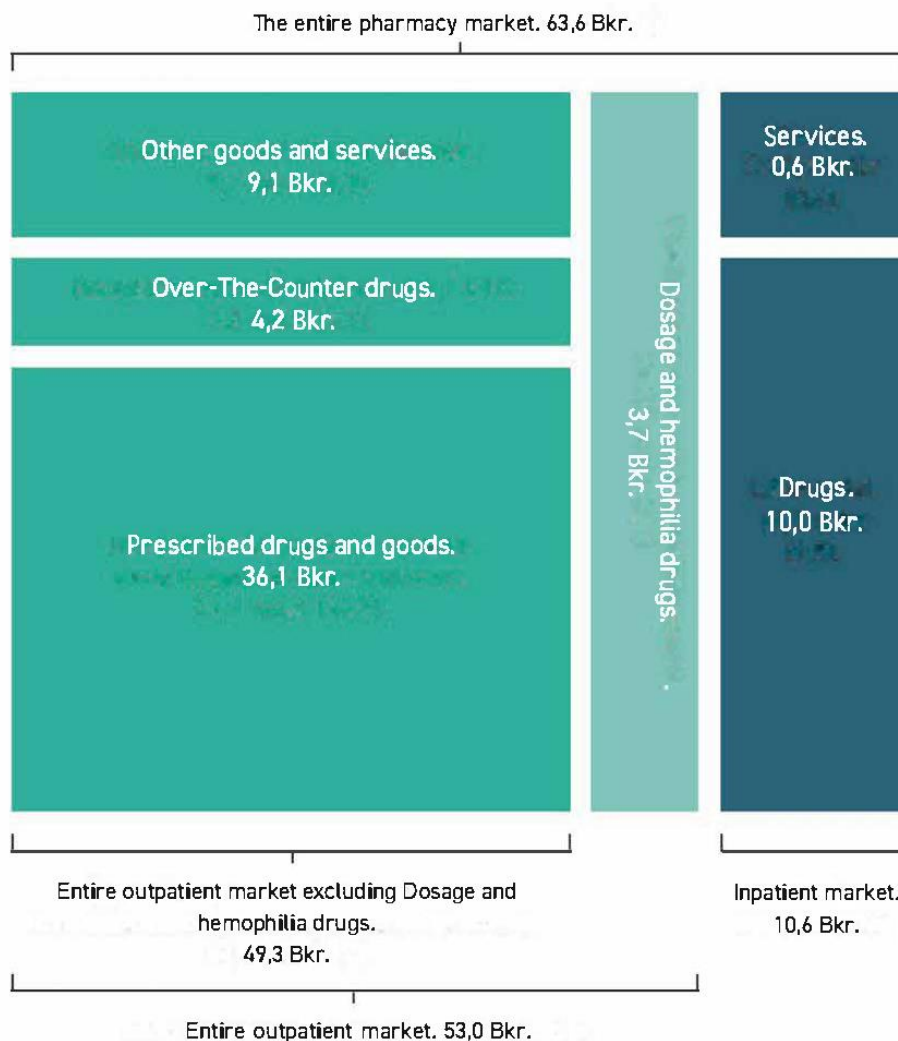 The entire pharmacy market. 63,6 Bkr.
Other goods and services.
9,1 Bkr.
Services.
0,6 Bkr.
Over-The-Counter drugs.
4,2 Bkr.
Dosage and hemophilia drugs.
3,7 Bkr.
Prescribed drugs and goods.
36,1 Bkr.
Drugs.
10,0 Bkr.
Entire outpatient market excluding Dosage and
hemophilia drugs.
49,3 Bkr.
Inpatient market.
10,6 Bkr.
Entire outpatient market. 53,0 Bkr.